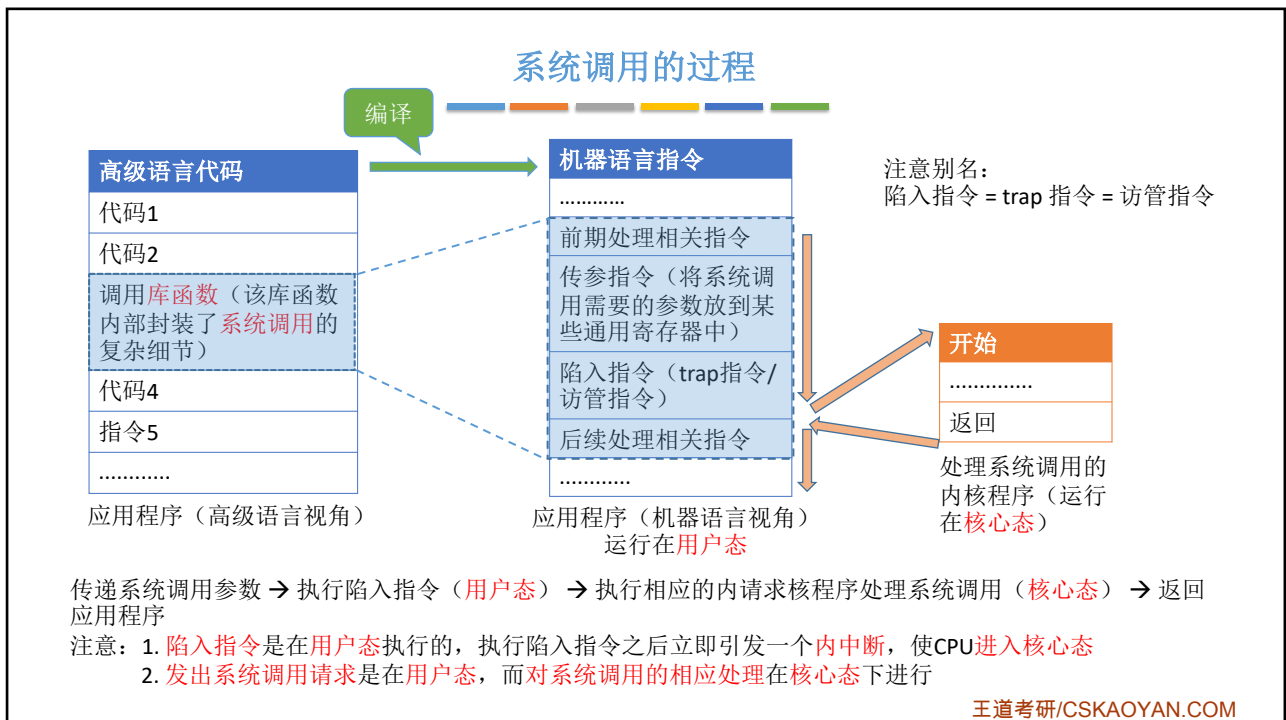 系统调用的过程
编译
高级语言代码
代码1
代码2
调用库函数（该库函数
内部封装了系统调用的
复杂细节）
代码4
指令5
............
应用程序（高级语言视角）
机器语言指令
............
前期处理相关指令
传参指令（将系统调
用需要的参数放到某
些通用寄存器中）
陷入指令（trap指令/
访管指令）
后续处理相关指令
............
应用程序（机器语言视角）
运行在用户态
注意别名：
陷入指令 = trap 指令 = 访管指令
开始
..............
返回
处理系统调用的
内核程序（运行
在核心态）
传递系统调用参数 → 执行陷入指令（用户态） → 执行相应的内请求核程序处理系统调用（核心态） → 返回
应用程序
注意：1. 陷入指令是在用户态执行的，执行陷入指令之后立即引发一个内中断，使CPU进入核心态
2. 发出系统调用请求是在用户态，而对系统调用的相应处理在核心态下进行
王道考研/CSKAOYAN.COM